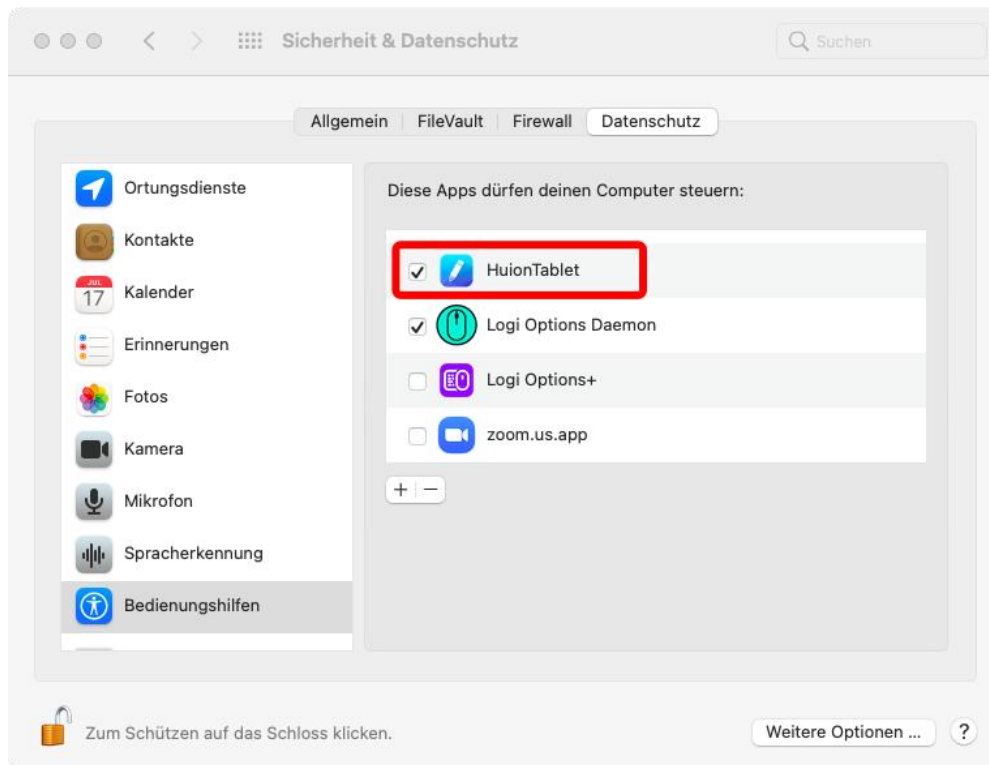 Sicherheit & Datenschutz
Suchen
Allgemein
FileVault
Firewall
Datenschutz
Ortungsdienste
Kontakte
JUL
17
Kalender
Erinnerungen
Fotos
Kamera
Mikrofon
Spracherkennung
Bedienungshilfen
Diese Apps dürfen deinen Computer steuern:
HuionTablet
Logi Options Daemon
Logi Options+
zoom.us.app
+ −
Zum Schützen auf das Schloss klicken.
Weitere Optionen ...
?